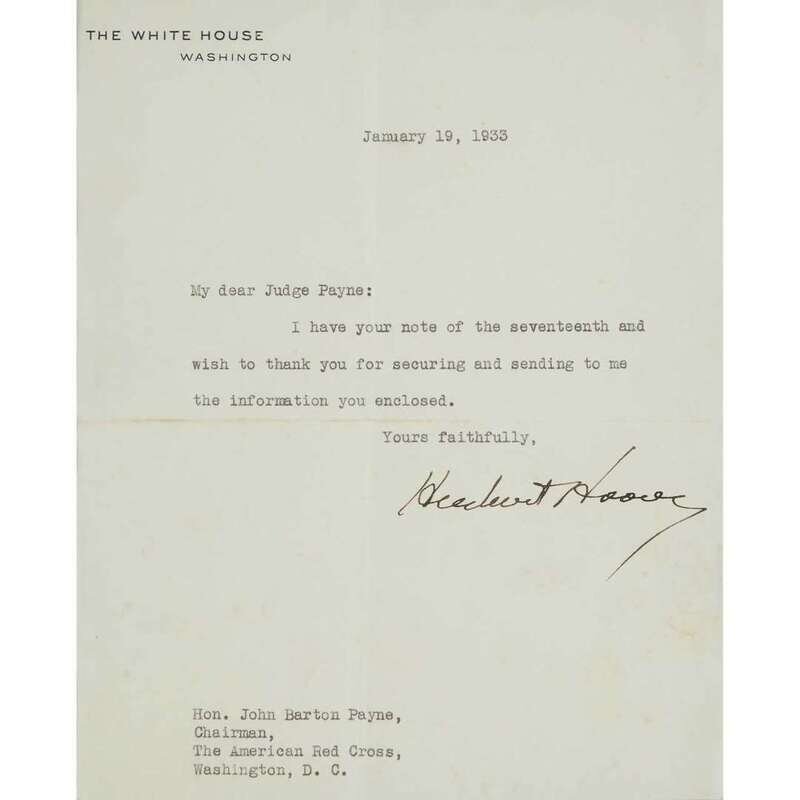 THE WHITE HOUSE
WASHINGTON
January 19, 1933
My dear Judge Payne:
I have your note of the seventeenth and
wish to thank you for securing and sending to me
the information you enclosed.
Yours faithfully,
Herbert Hoover
Hon. John Barton Payne,
Chairman,
The American Red Cross,
Washington, D. C.